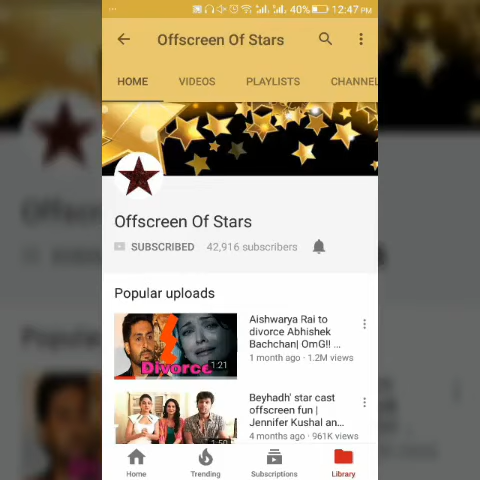 40% 12:47 PM
Offscreen Of Stars
HOME VIDEOS PLAYLISTS CHANNEL
Offscreen Of Stars
SUBSCRIBED 42,916 subscribers
Popular uploads
Aishwarya Rai to
divorce Abhishek
Bachchan| OmG!! ...
1 month ago · 1.2M views
Divorce
1:21
Beyhadh' star cast
offscreen fun |
Jennifer Kushal an...
4 months ago · 961K views
1:50
Home Trending Subscriptions Library